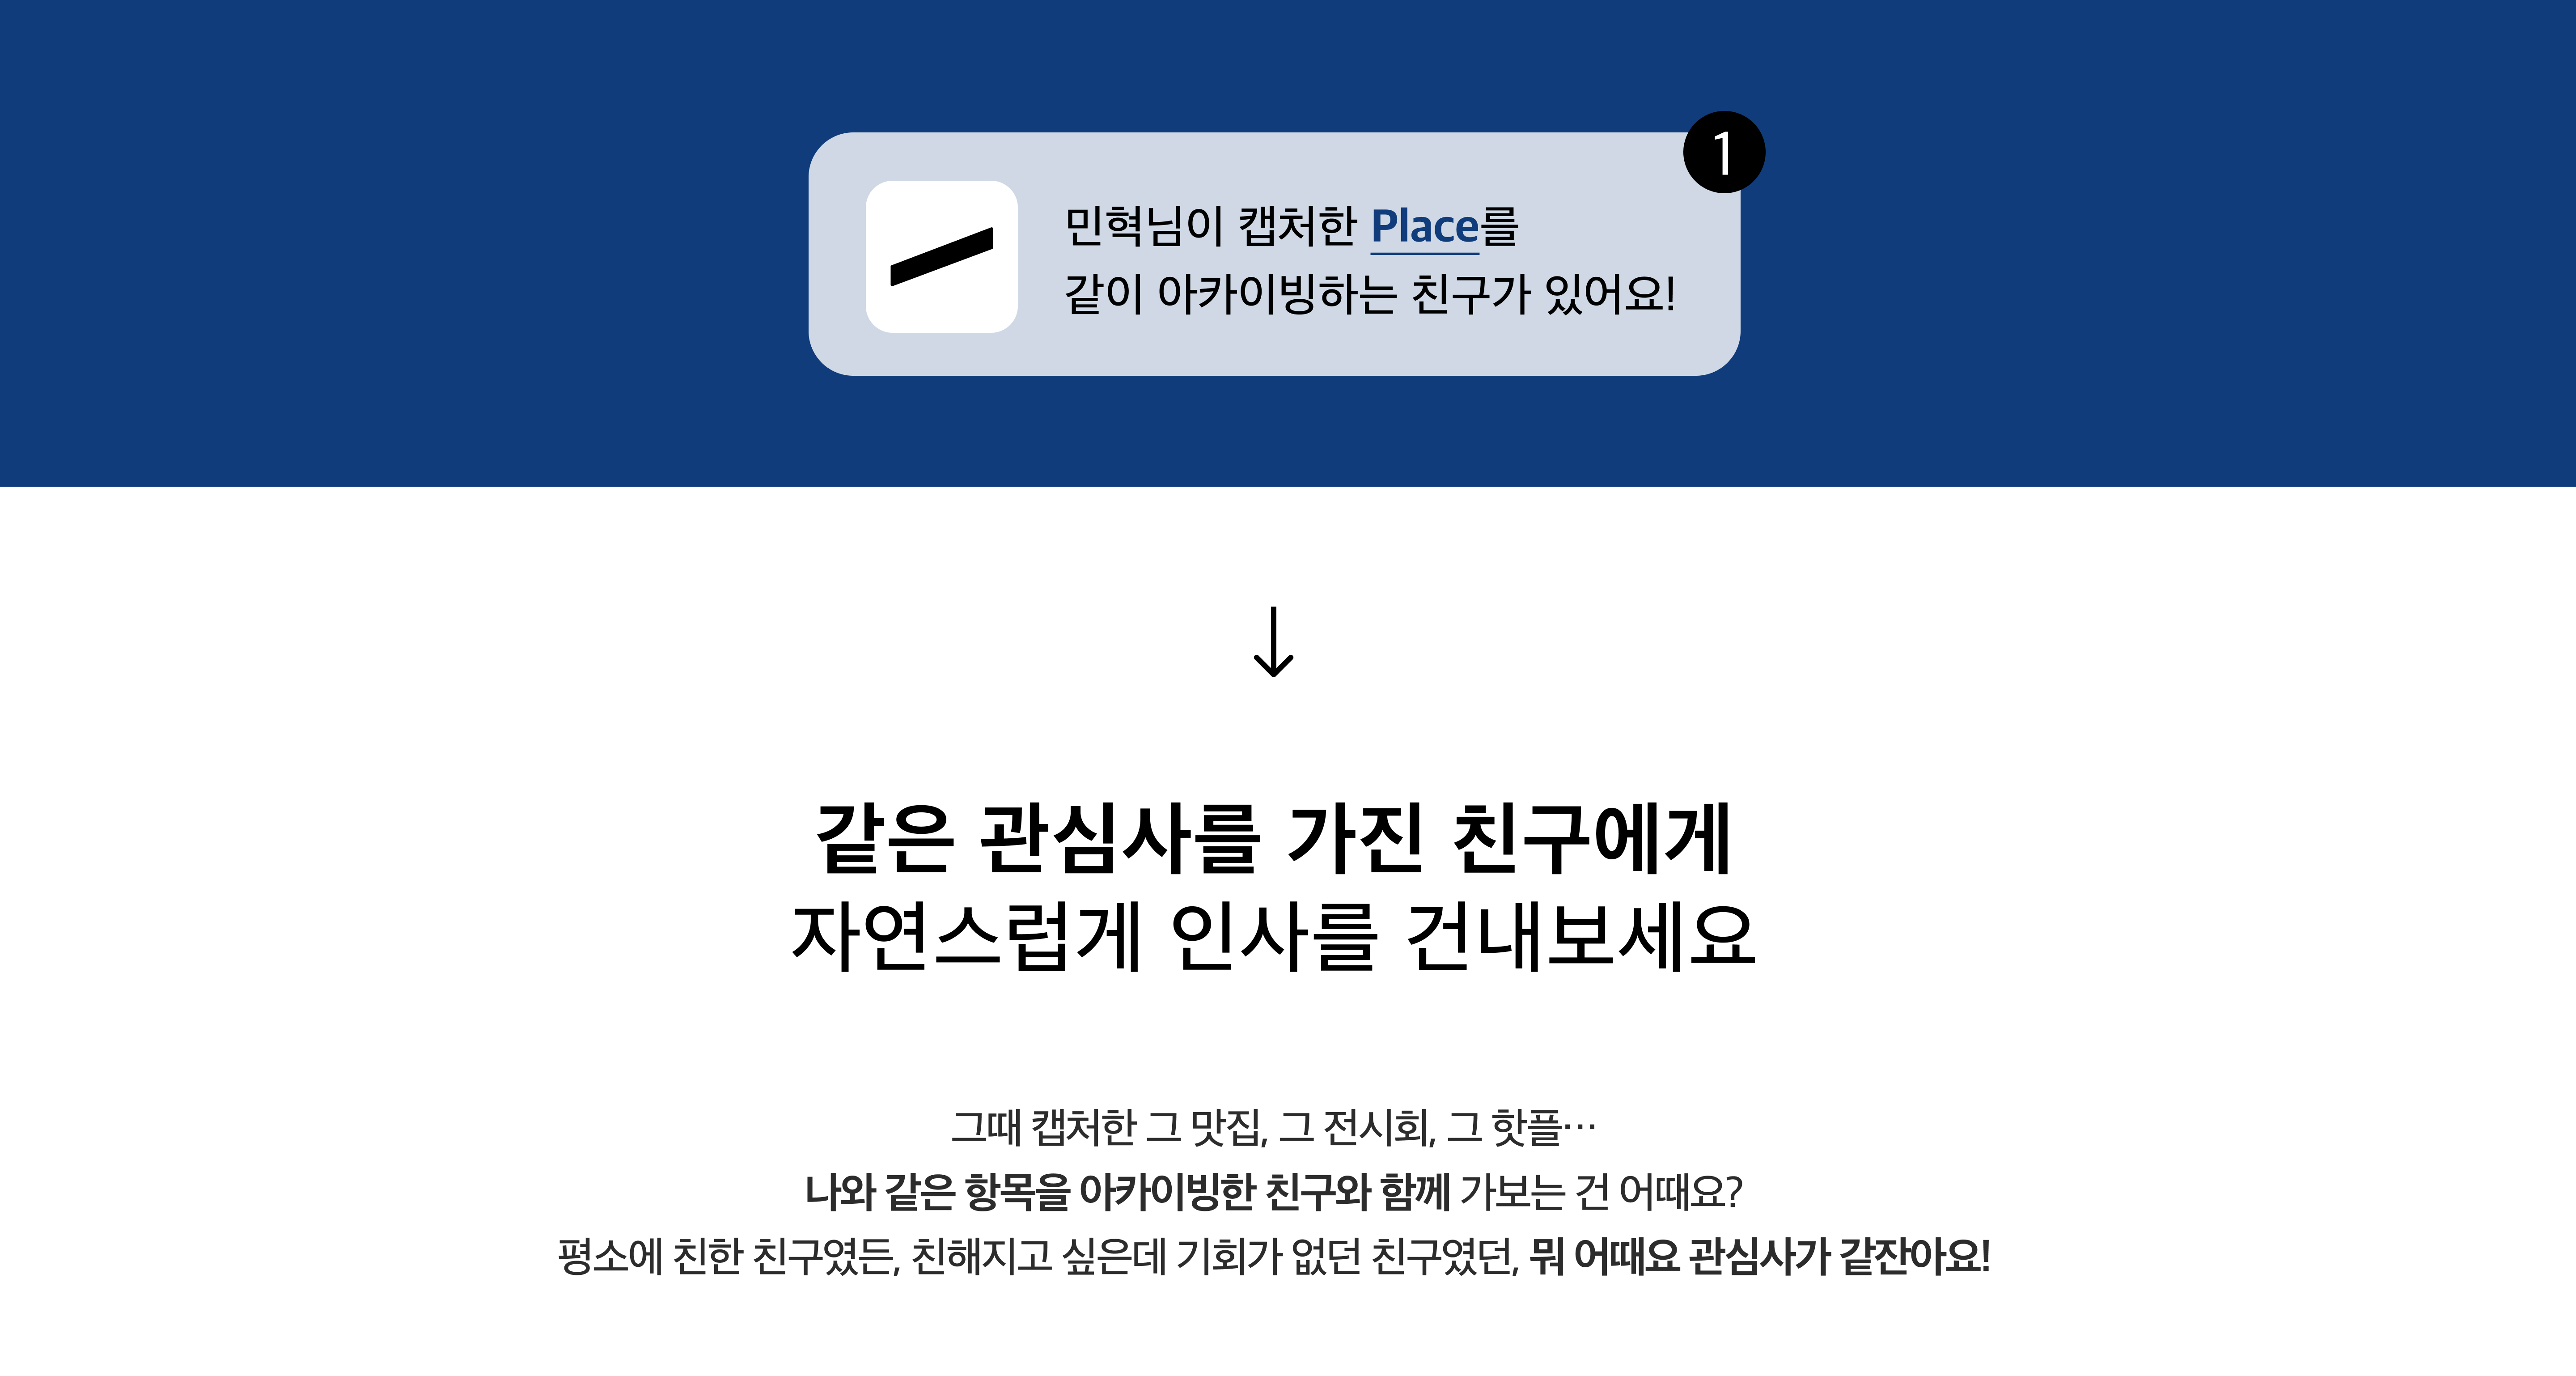 1
민혁님이 캡처한 Place를
같이 아카이빙하는 친구가 있어요!
같은 관심사를 가진 친구에게
자연스럽게 인사를 건내보세요
그때 캡처한 그 맛집, 그 전시회, 그 핫플…
나와 같은 항목을 아카이빙한 친구와 함께 가보는 건 어때요?
평소에 친한 친구였든, 친해지고 싶은데 기회가 없던 친구였던, 뭐 어때요 관심사가 같잔아요!